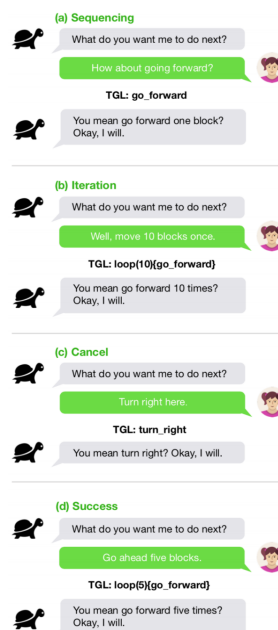 (a) Sequencing
What do you want me to do next?
How about going forward?
TGL: go_forward
You mean go forward one block?
Okay, I will.
(b) Iteration
What do you want me to do next?
Well, move 10 blocks once.
TGL: loop(10){go_forward}
You mean go forward 10 times?
Okay, I will.
(c) Cancel
What do you want me to do next?
Turn right here.
TGL: turn_right
You mean turn right? Okay, I will.
(d) Success
What do you want me to do next?
Go ahead five blocks.
TGL: loop(5){go_forward}
You mean go forward five times?
Okay, I will.